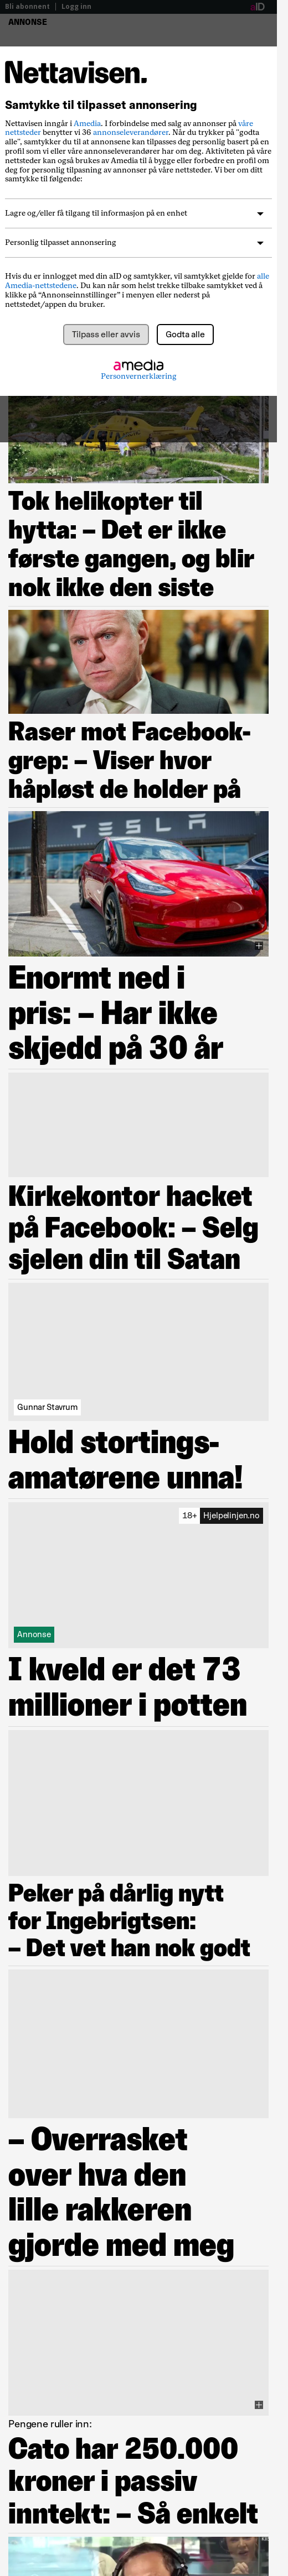 Bli abonnent | Logg inn
aID
ANNONSE
Nettavisen.
Samtykke til tilpasset annonsering
Nettavisen inngår i Amedia. I forbindelse med salg av annonser på våre
nettsteder benytter vi 36 annonseleverandører. Når du trykker på "godta
alle", samtykker du til at annonsene kan tilpasses deg personlig basert på en
profil som vi eller våre annonseleverandører har om deg. Aktiviteten på våre
nettsteder kan også brukes av Amedia til å bygge eller forbedre en profil om
deg for personlig tilpasning av annonser på våre nettsteder. Vi ber om ditt
samtykke til følgende:
Lagre og/eller få tilgang til informasjon på en enhet
Personlig tilpasset annonsering
Hvis du er innlogget med din aID og samtykker, vil samtykket gjelde for alle
Amedia-nettstedene. Du kan når som helst trekke tilbake samtykket ved å
klikke på “Annonseinnstillinger” i menyen eller nederst på
nettstedet/appen du bruker.
Tilpass eller avvis
Godta alle
amedia
Personvernerklæring
Tok helikopter til
hytta: – Det er ikke
første gangen, og blir
nok ikke den siste
Raser mot Facebook-
grep: – Viser hvor
håpløst de holder på
TESLA
Enormt ned i
pris: – Har ikke
skjedd på 30 år
Kirkekontor hacket
på Facebook: – Selg
sjelen din til Satan
Gunnar Stavrum
Hold stortings-
amatørene unna!
18+ Hjelpelinjen.no
Annonse
I kveld er det 73
millioner i potten
Peker på dårlig nytt
for Ingebrigtsen:
– Det vet han nok godt
– Overrasket
over hva den
lille rakkeren
gjorde med meg
Pengene ruller inn:
Cato har 250.000
kroner i passiv
inntekt: – Så enkelt